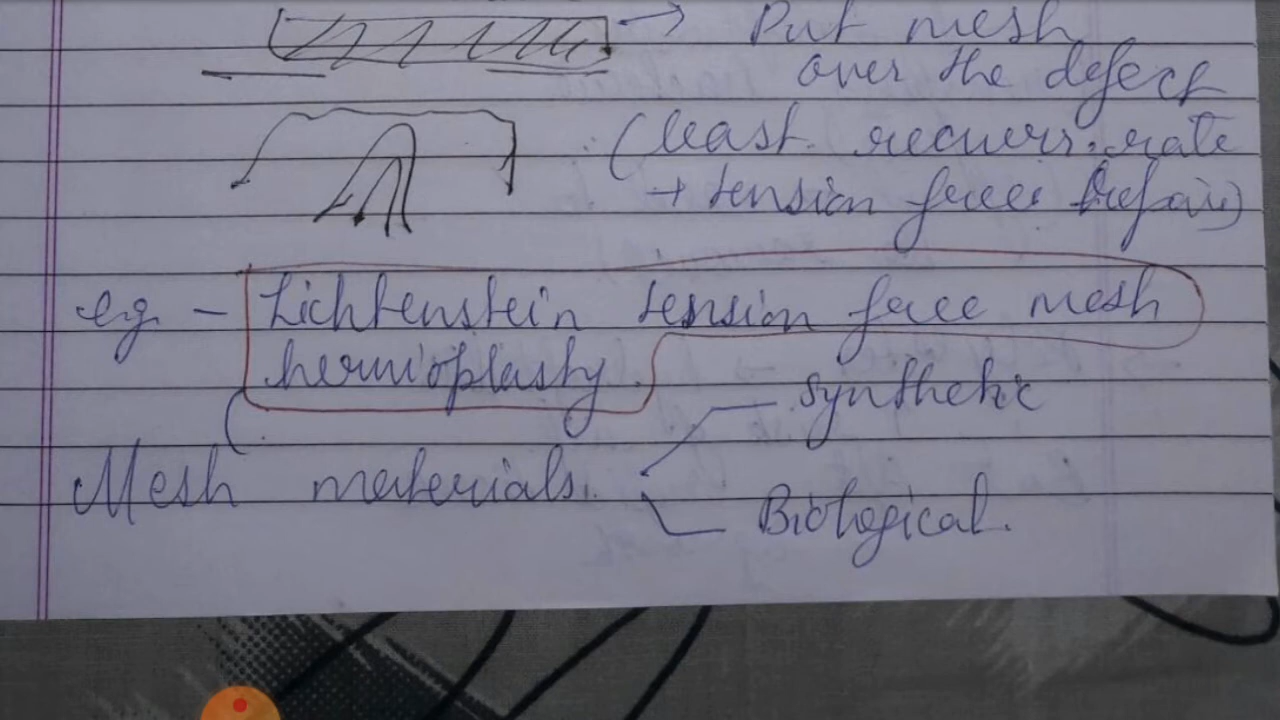 → Put mesh
over the defect
(least recurr. rate
→ tension free repair)
e.g. - Lichtenstein tension free mesh
hernioplasty
synthetic
Mesh materials
Biological.